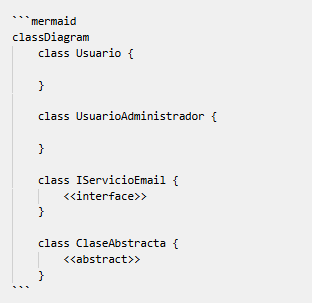 ```mermaid
classDiagram
    class Usuario {

    }

    class UsuarioAdministrador {

    }

    class IServicioEmail {
        <<interface>>
    }

    class ClaseAbstracta {
        <<abstract>>
    }
```